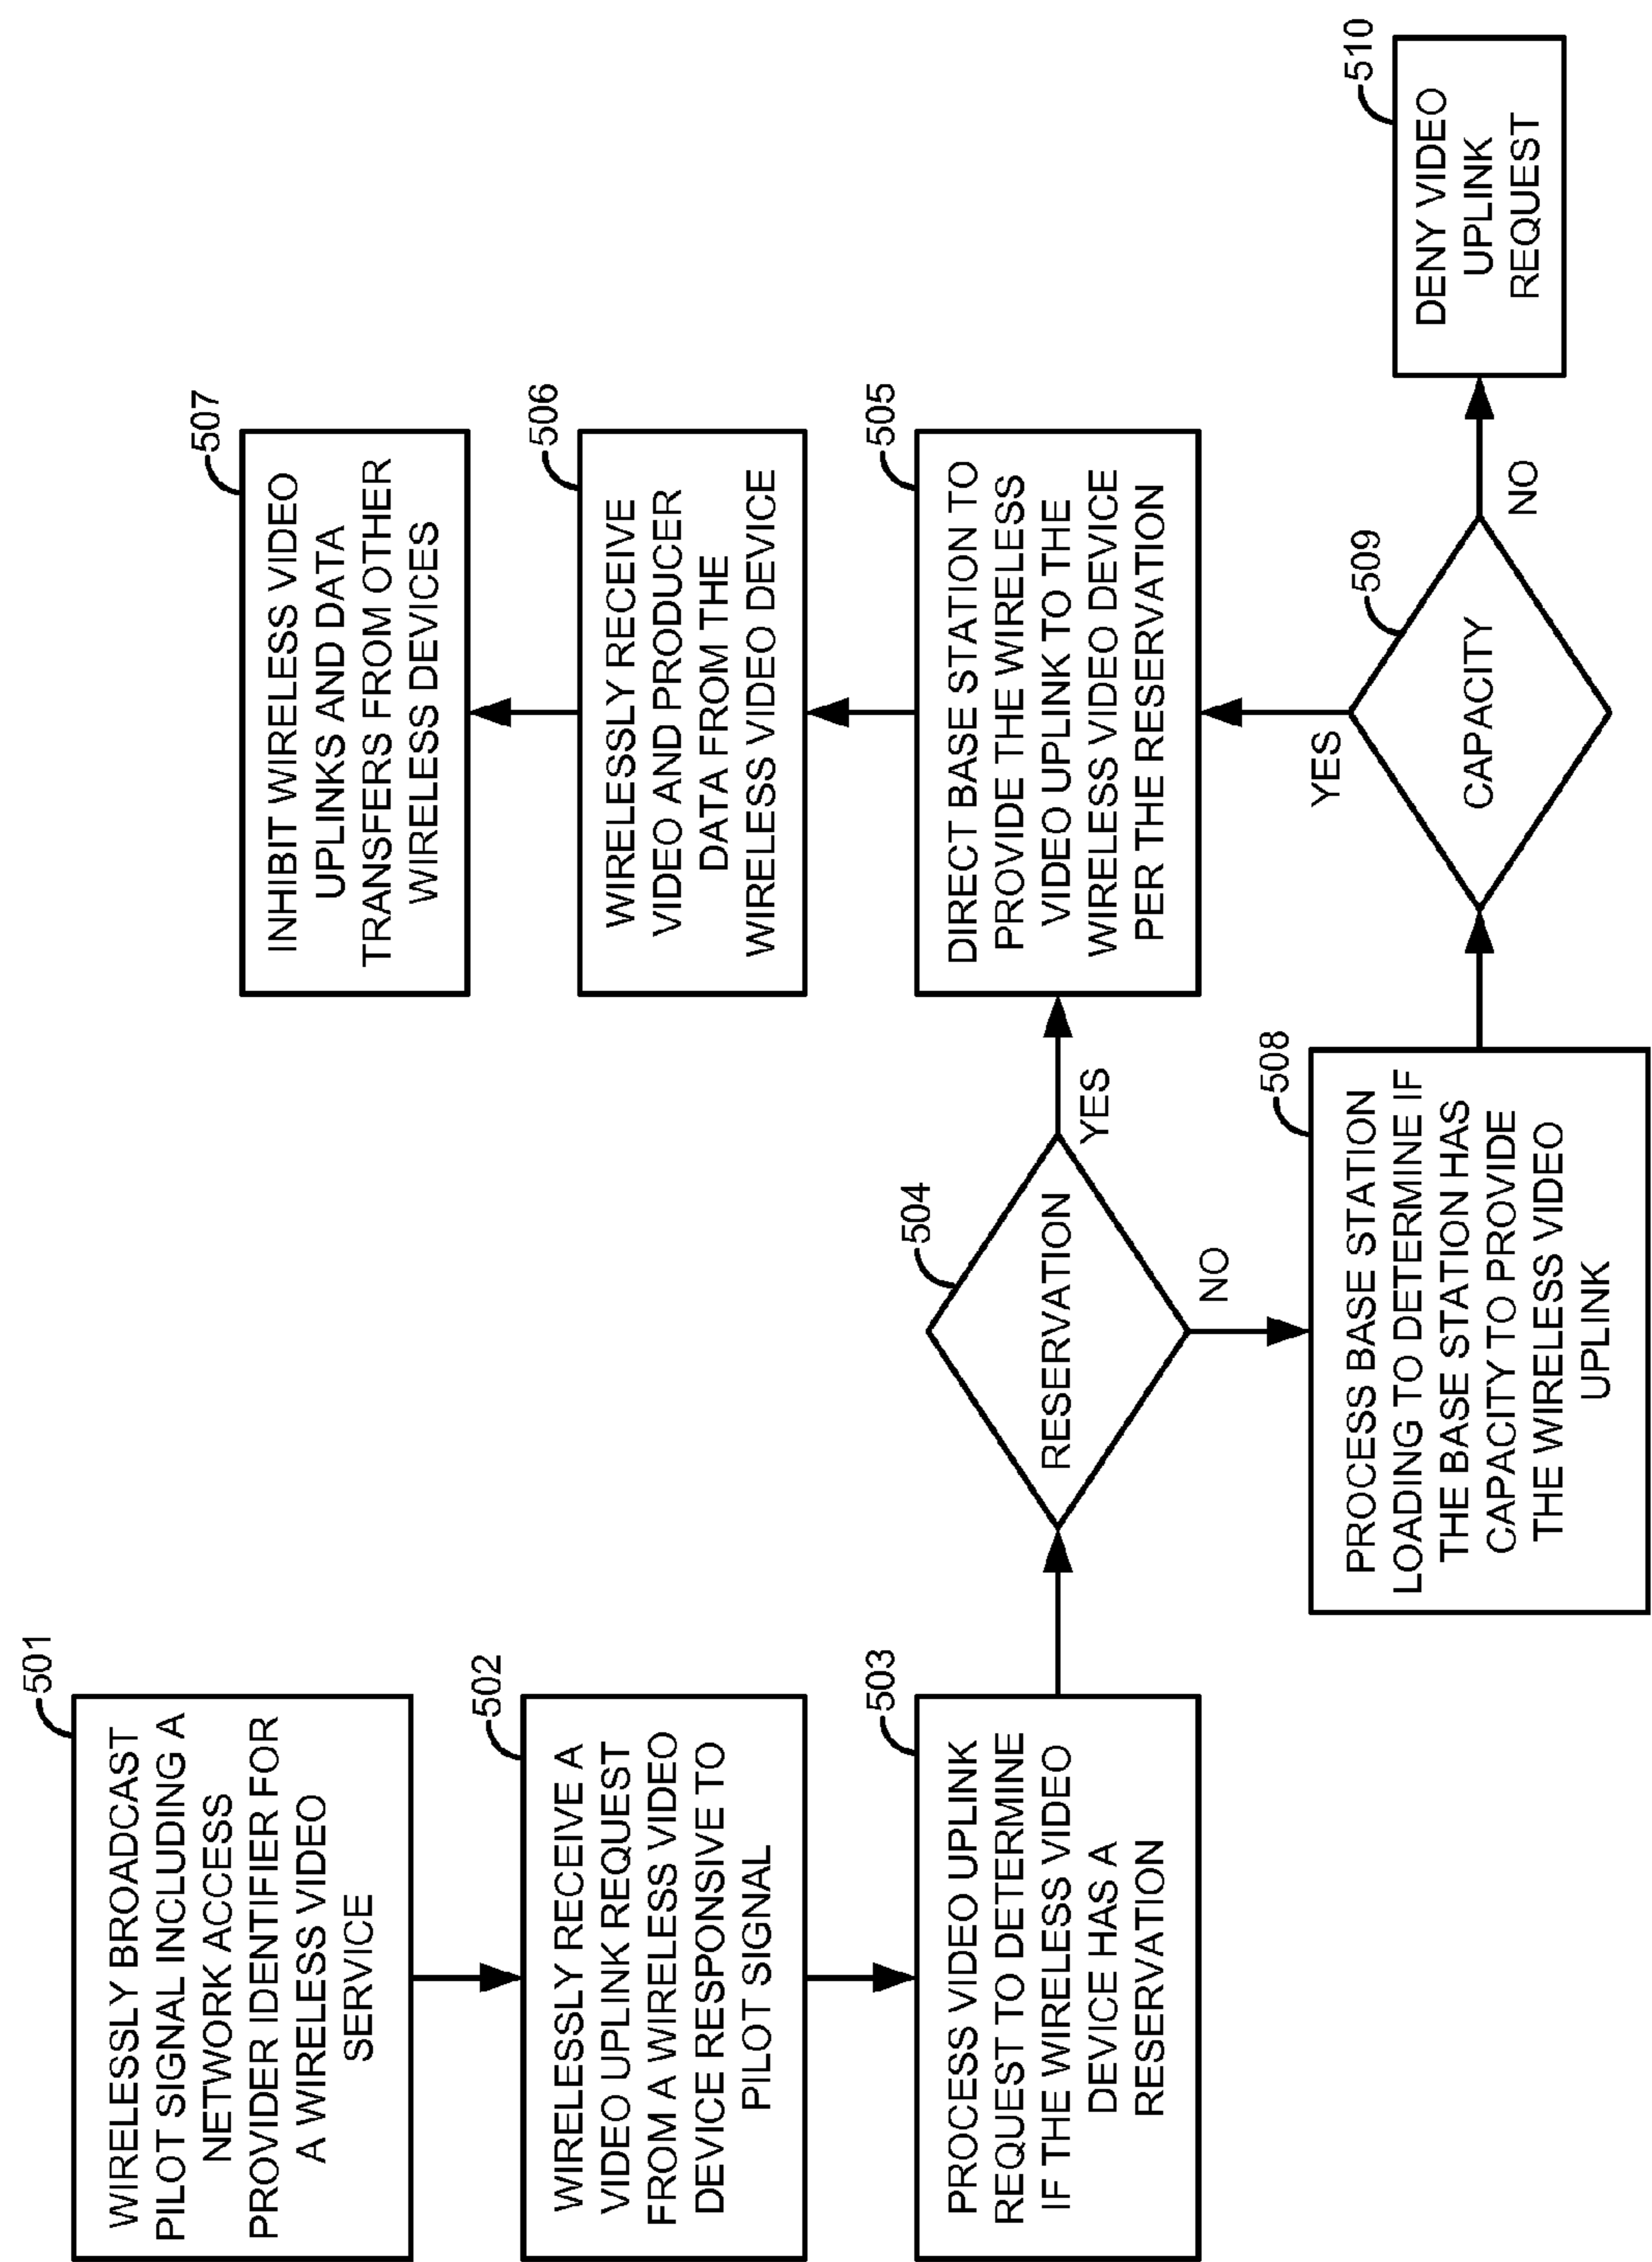 501
WIRELESSLY BROADCAST
PILOT SIGNAL INCLUDING A
NETWORK ACCESS
PROVIDER IDENTIFIER FOR
A WIRELESS VIDEO
SERVICE
502
WIRELESSLY RECEIVE A
VIDEO UPLINK REQUEST
FROM A WIRELESS VIDEO
DEVICE RESPONSIVE TO
PILOT SIGNAL
503
PROCESS VIDEO UPLINK
REQUEST TO DETERMINE
IF THE WIRELESS VIDEO
DEVICE HAS A
RESERVATION
504
RESERVATION
YES
NO
505
DIRECT BASE STATION TO
PROVIDE THE WIRELESS
VIDEO UPLINK TO THE
WIRELESS VIDEO DEVICE
PER THE RESERVATION
506
WIRELESSLY RECEIVE
VIDEO AND PRODUCER
DATA FROM THE
WIRELESS VIDEO DEVICE
507
INHIBIT WIRELESS VIDEO
UPLINKS AND DATA
TRANSFERS FROM OTHER
WIRELESS DEVICES
508
PROCESS BASE STATION
LOADING TO DETERMINE IF
THE BASE STATION HAS
CAPACITY TO PROVIDE
THE WIRELESS VIDEO
UPLINK
509
CAPACITY
YES
NO
510
DENY VIDEO
UPLINK
REQUEST